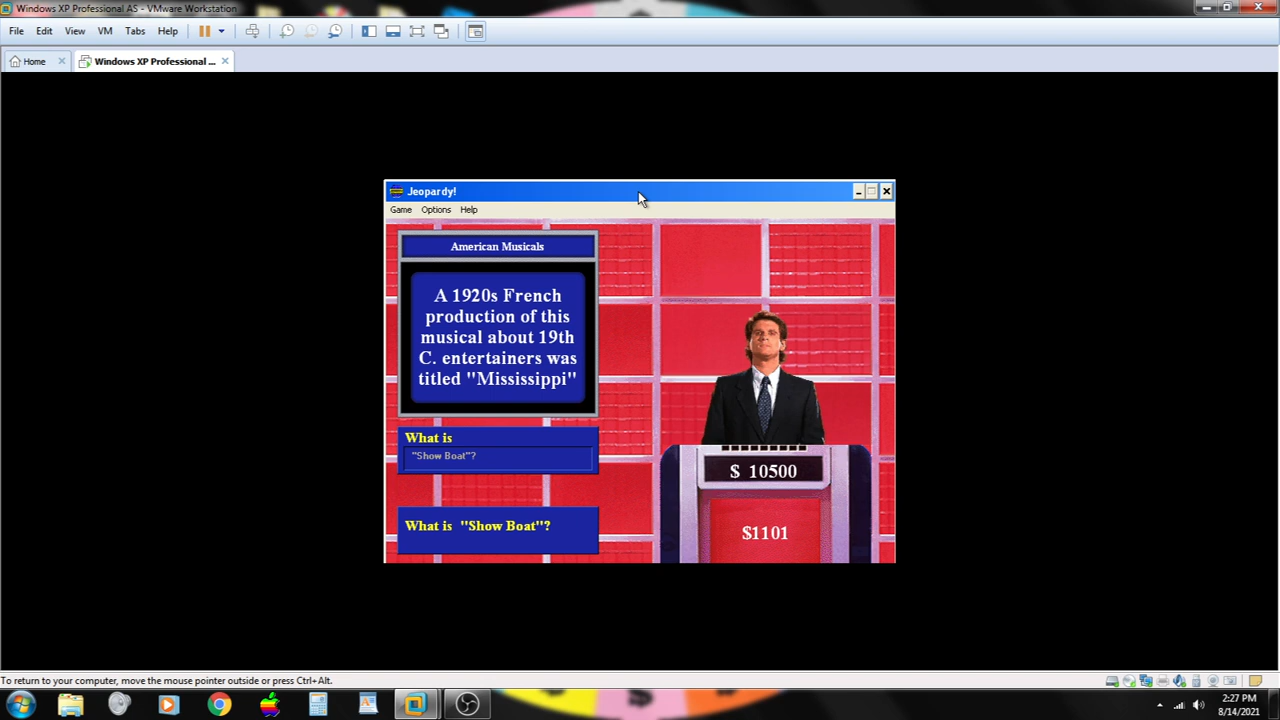 Windows XP Professional AS - VMware Workstation
File Edit View VM Tabs Help
Home
Windows XP Professional ...
Jeopardy!
Game Options Help
American Musicals
A 1920s French
production of this
musical about 19th
C. entertainers was
titled "Mississippi"
What is
"Show Boat"?
$ 10500
What is "Show Boat"?
$1101
To return to your computer, move the mouse pointer outside or press Ctrl+Alt.
2:27 PM
8/14/2021